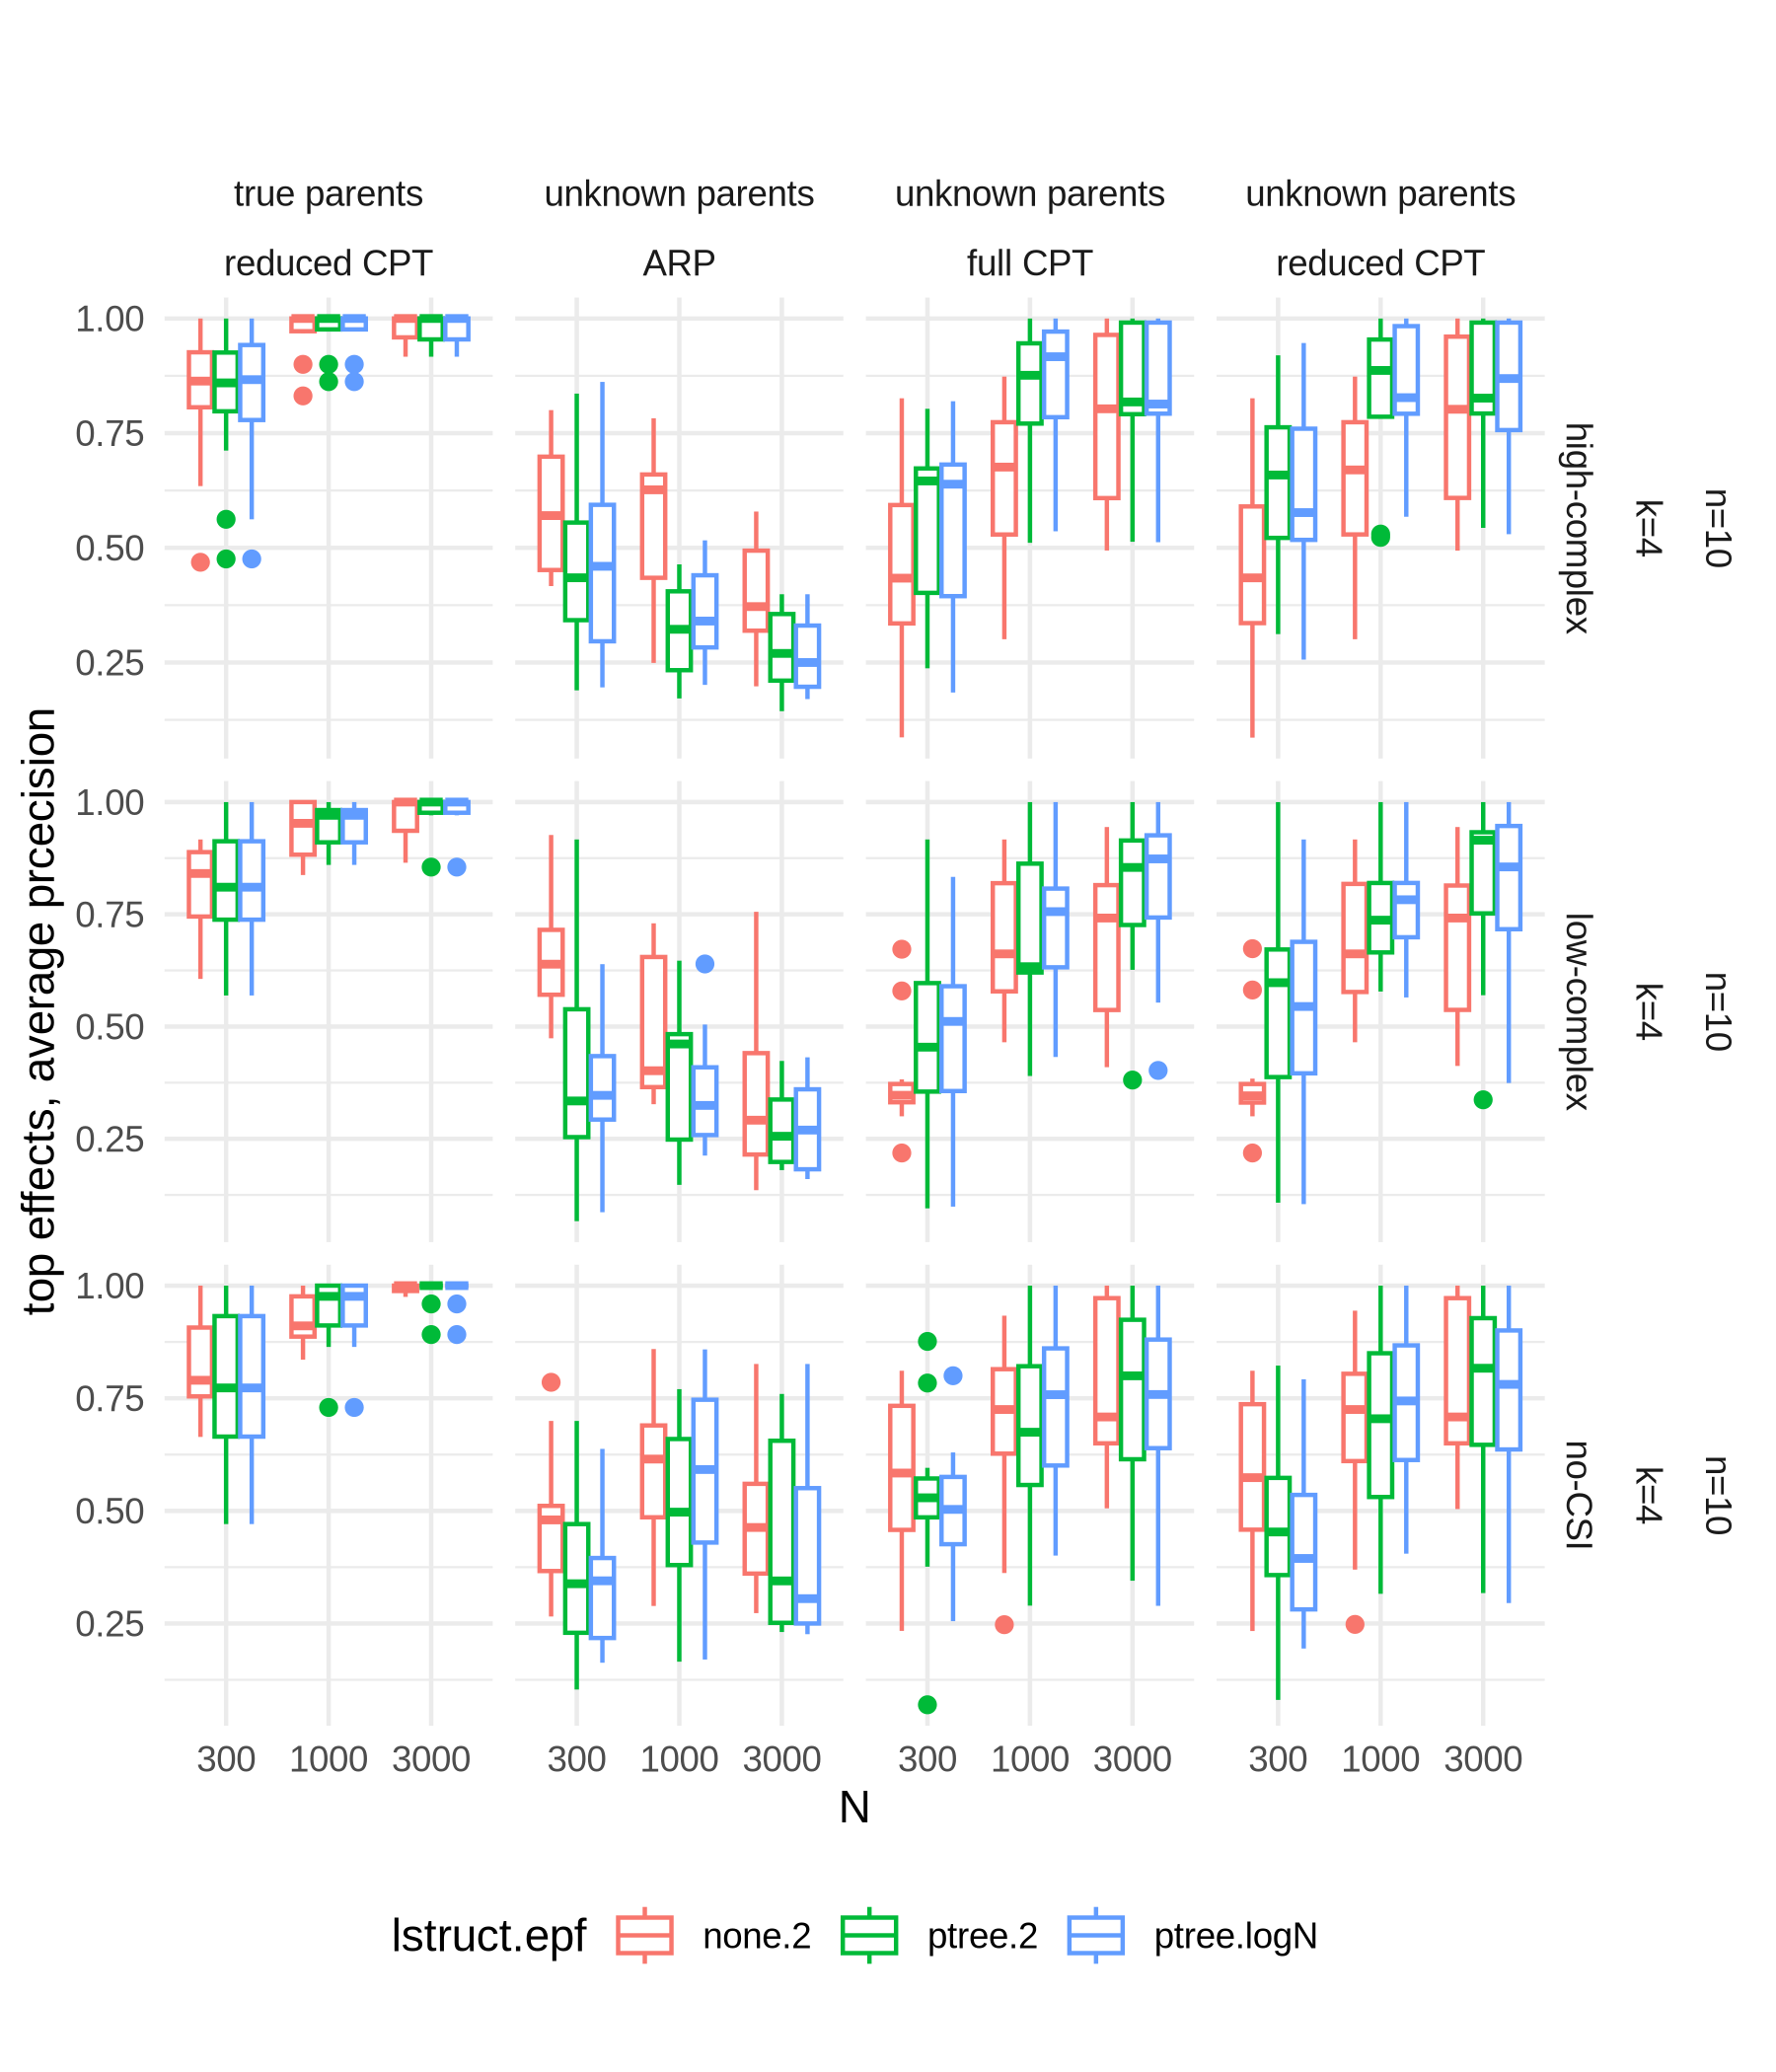 true parents
unknown parents
unknown parents
unknown parents
reduced CPT
ARP
full CPT
reduced CPT
1.00
0.75
0.50
0.25
high-complex
k=4
n=10
1.00
0.75
0.50
0.25
low-complex
k=4
n=10
1.00
0.75
0.50
0.25
no-CSI
k=4
n=10
top effects, average prcecision
300 1000 3000
300 1000 3000
300 1000 3000
300 1000 3000
N
lstruct.epf none.2 ptree.2 ptree.logN